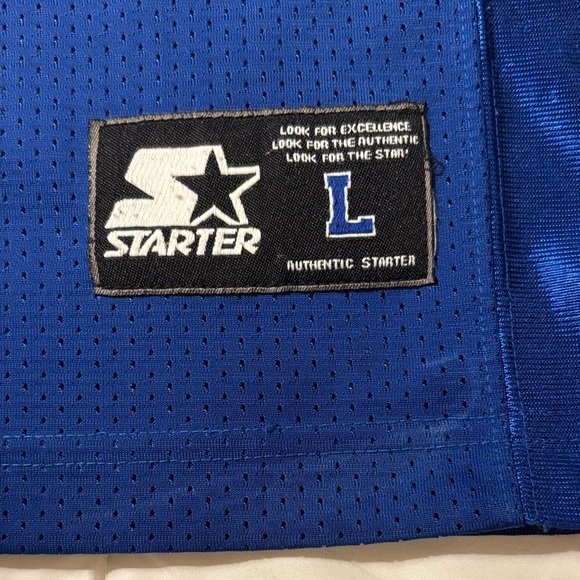 STARTER
LOOK FOR EXCELLENCE
LOOK FOR THE AUTHENTIC
LOOK FOR THE STAR'
L
AUTHENTIC STARTER